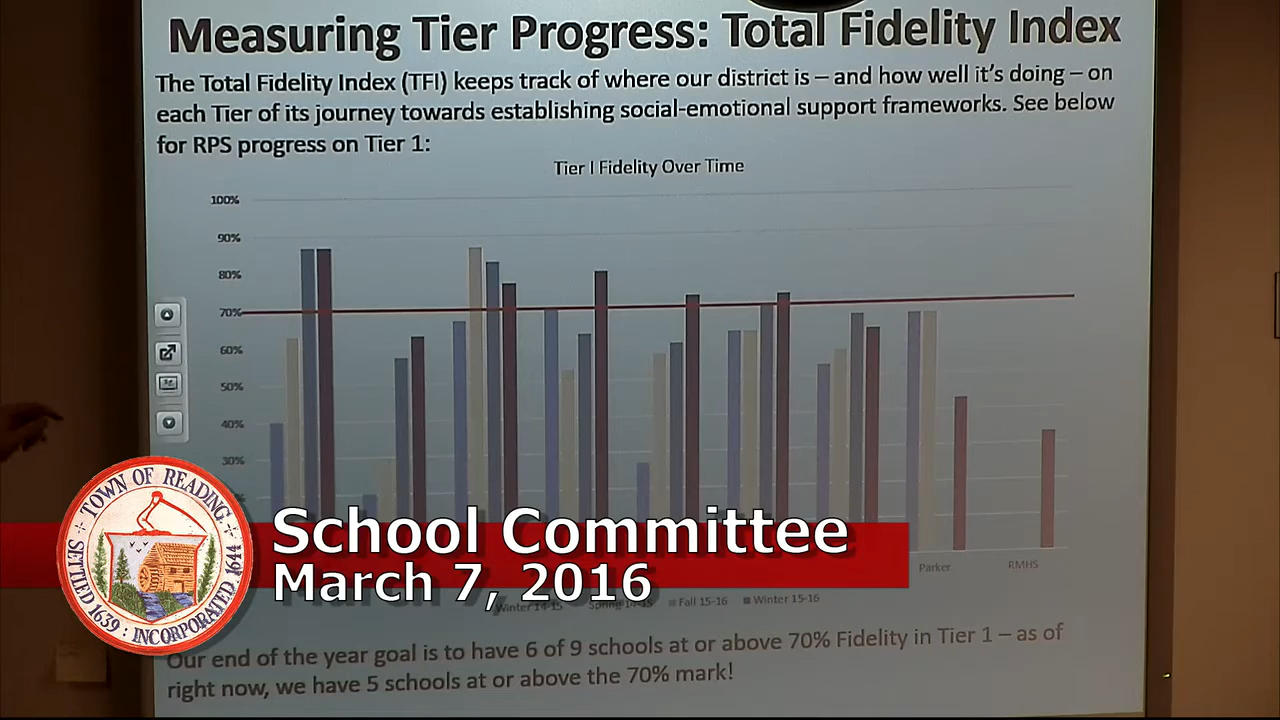 Measuring Tier Progress: Total Fidelity Index
The Total Fidelity Index (TFI) keeps track of where our district is – and how well it's doing – on
each Tier of its journey towards establishing social-emotional support frameworks. See below
for RPS progress on Tier 1:
Tier I Fidelity Over Time
100%
90%
80%
70%
60%
50%
40%
30%
TOWN OF READING
SETTLED 1639 : INCORPORATED 1644
School Committee
March 7, 2016
Parker
RMHS
Winter 14-15 Spring 14-15 Fall 15-16 Winter 15-16
Our end of the year goal is to have 6 of 9 schools at or above 70% Fidelity in Tier 1 – as of
right now, we have 5 schools at or above the 70% mark!